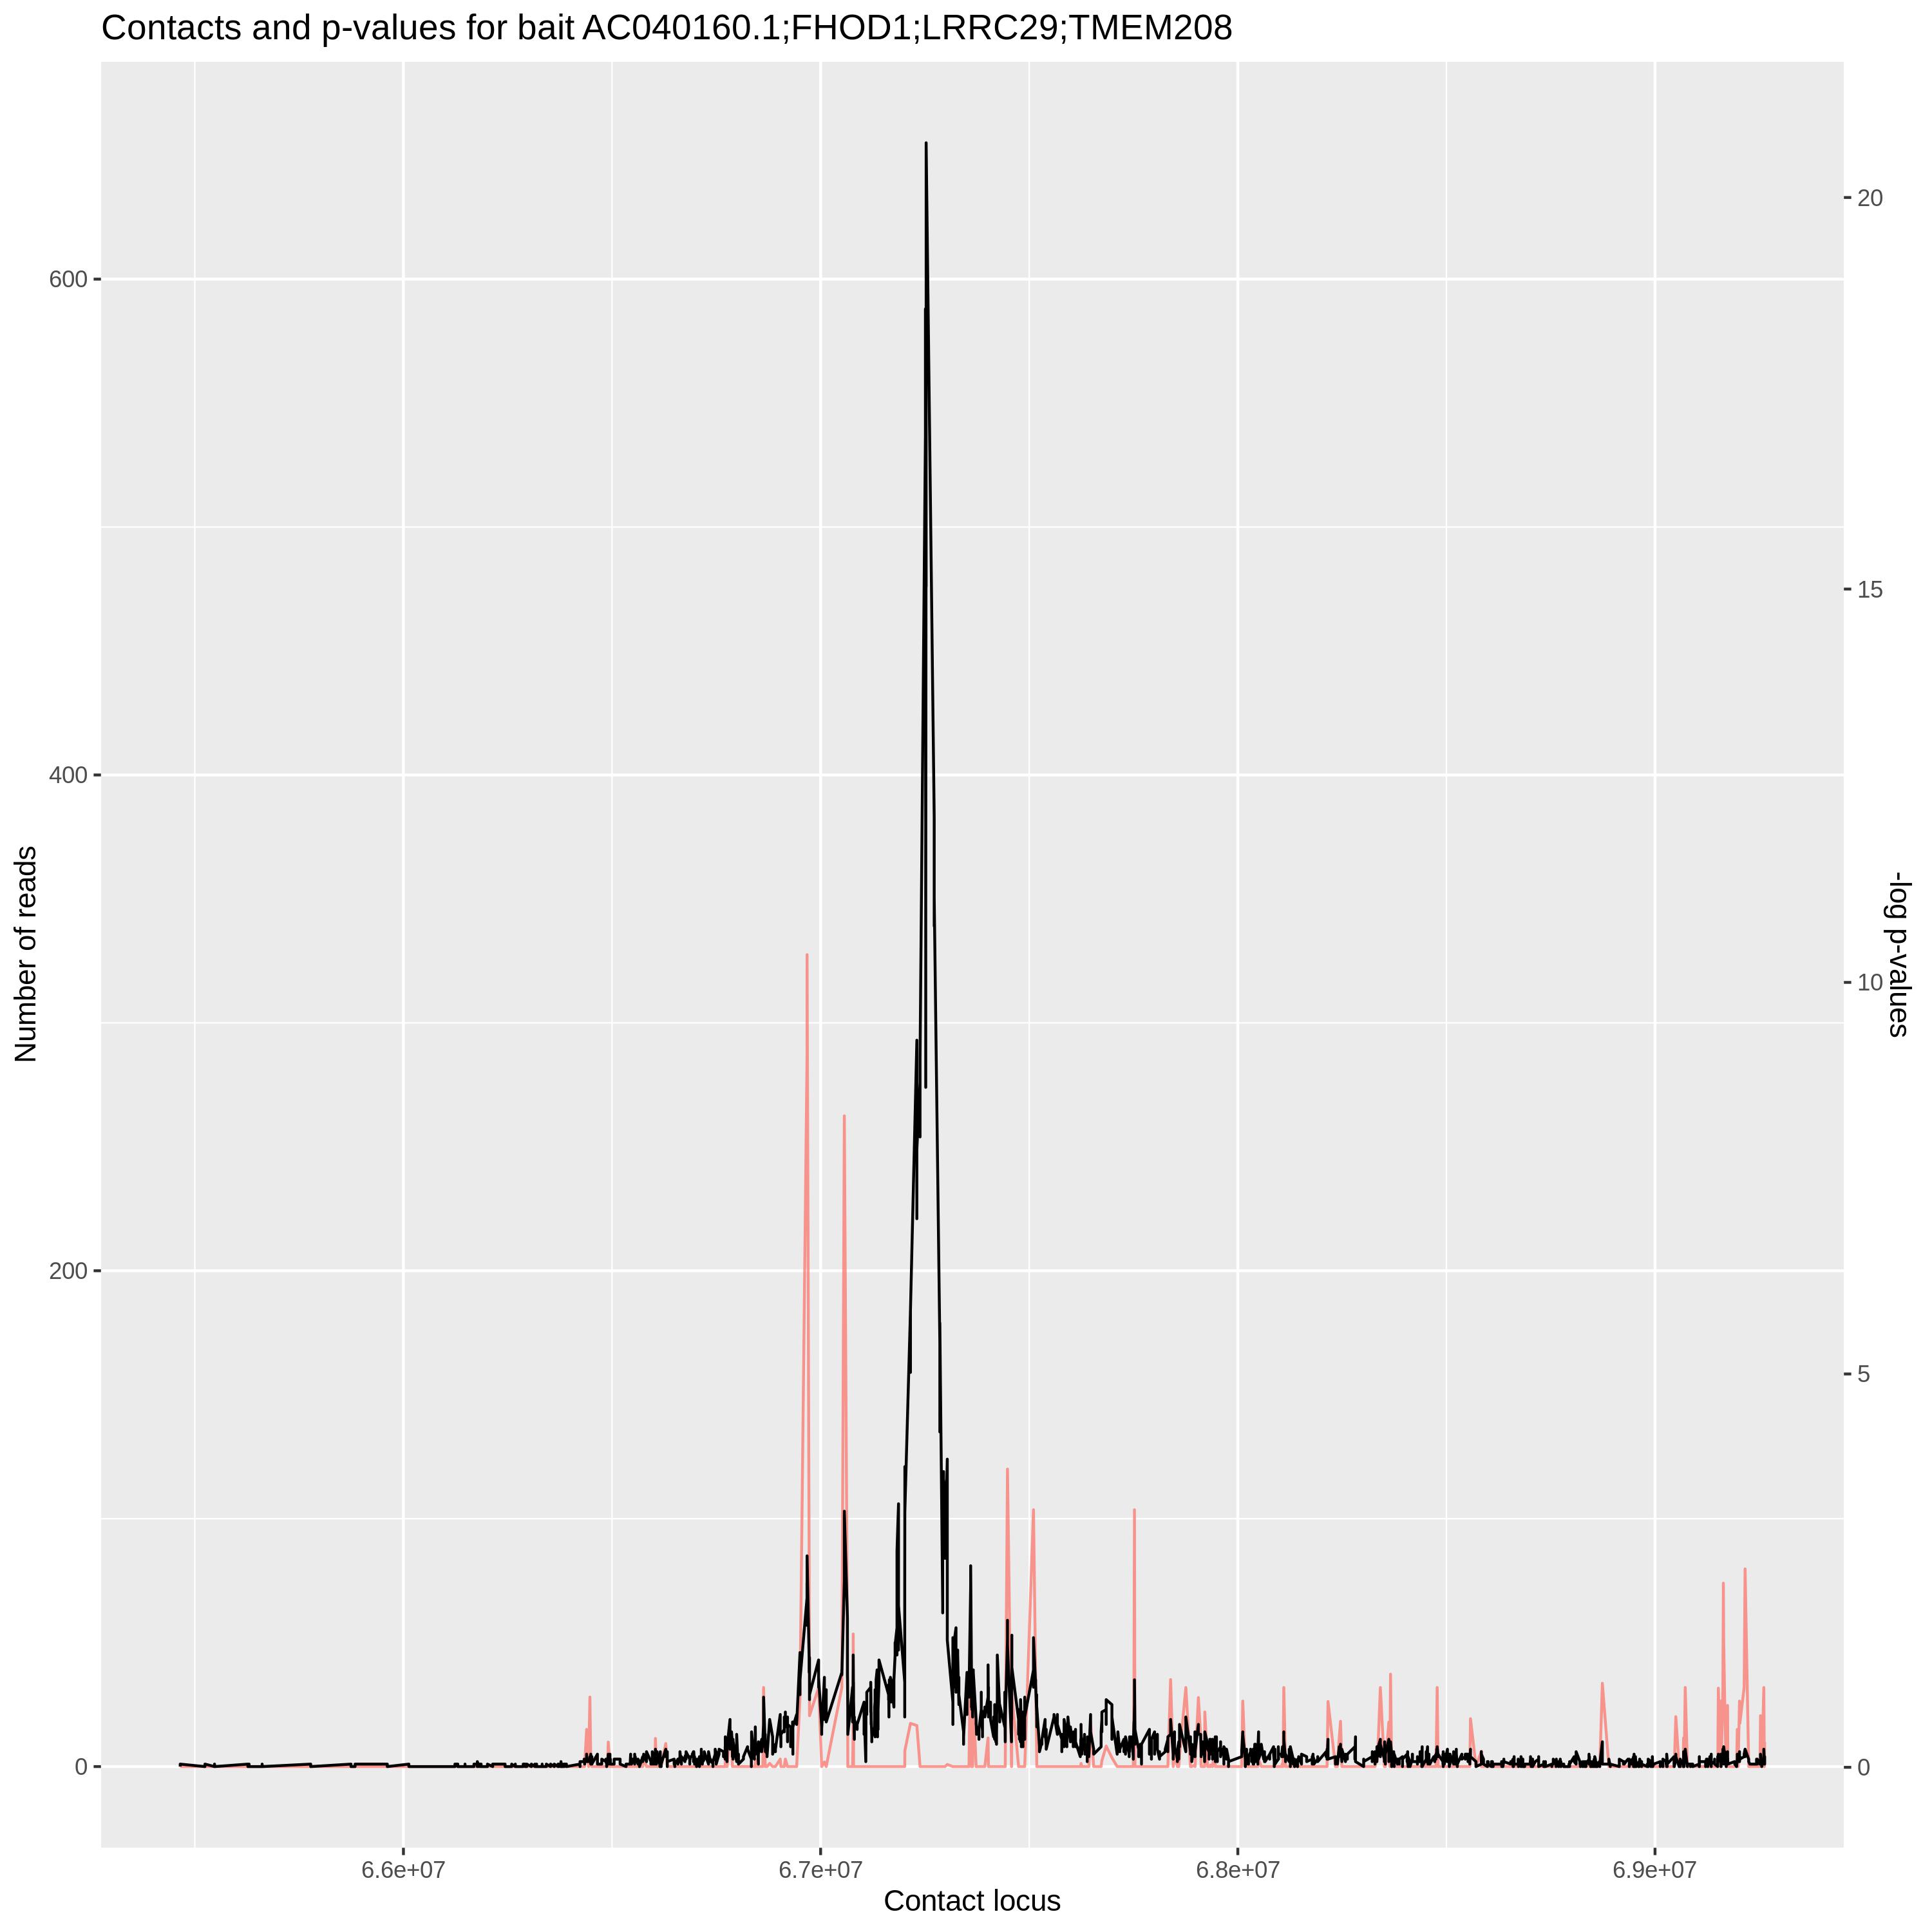 Contacts and p-values for bait AC040160.1;FHOD1;LRRC29;TMEM208
600
400
200
0
Number of reads
20
15
10
5
0
-log p-values
6.6e+07
6.7e+07
6.8e+07
6.9e+07
Contact locus